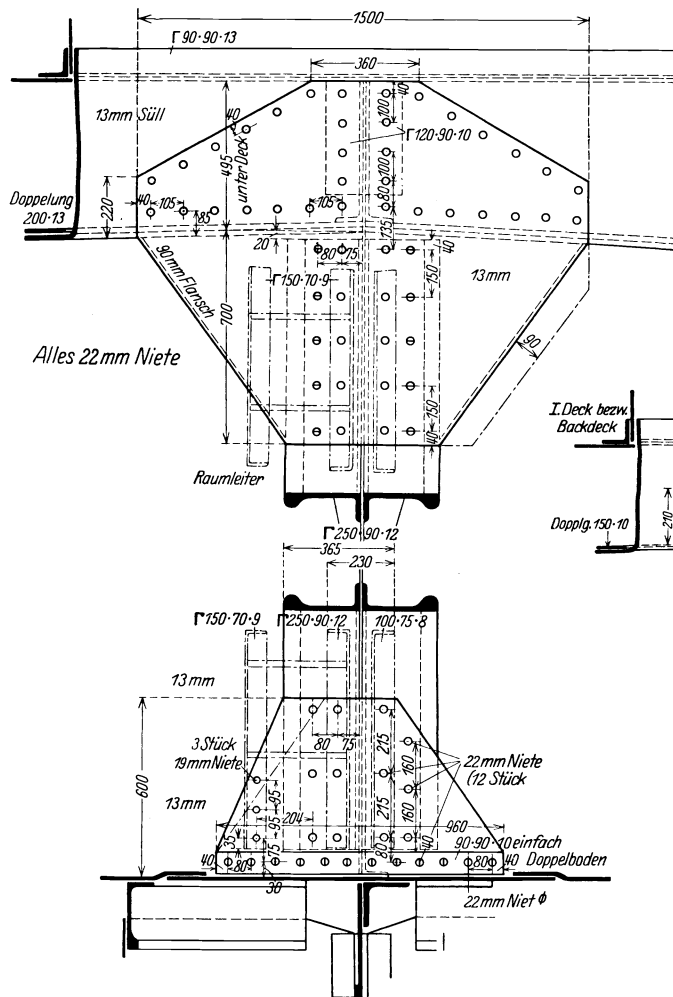 1500
Γ 90·90·13
360
40
13mm Süll
100
40
Γ120·90·10
495
unter Deck
100
80
Doppelung
200·13
220
40
105
105
85
135
20
40
80
75
90mm Flansch
Γ150·70·9
150
13mm
700
90
Alles 22mm Niete
150
40
I. Deck bezw.
Backdeck
Raumleiter
210
Dopplg. 150·10
Γ250·90·12
365
230
Γ150·70·9
Γ250·90·12
100·75·8
13mm
600
3 Stück
19mm Niete
80
75
215
160
22mm Niete
(12 Stück
13mm
95
204
95
215
160
960
35
75
80
40
90·90·10 einfach
Doppelboden
40
80
30
80
40
22mm Niet ϕ